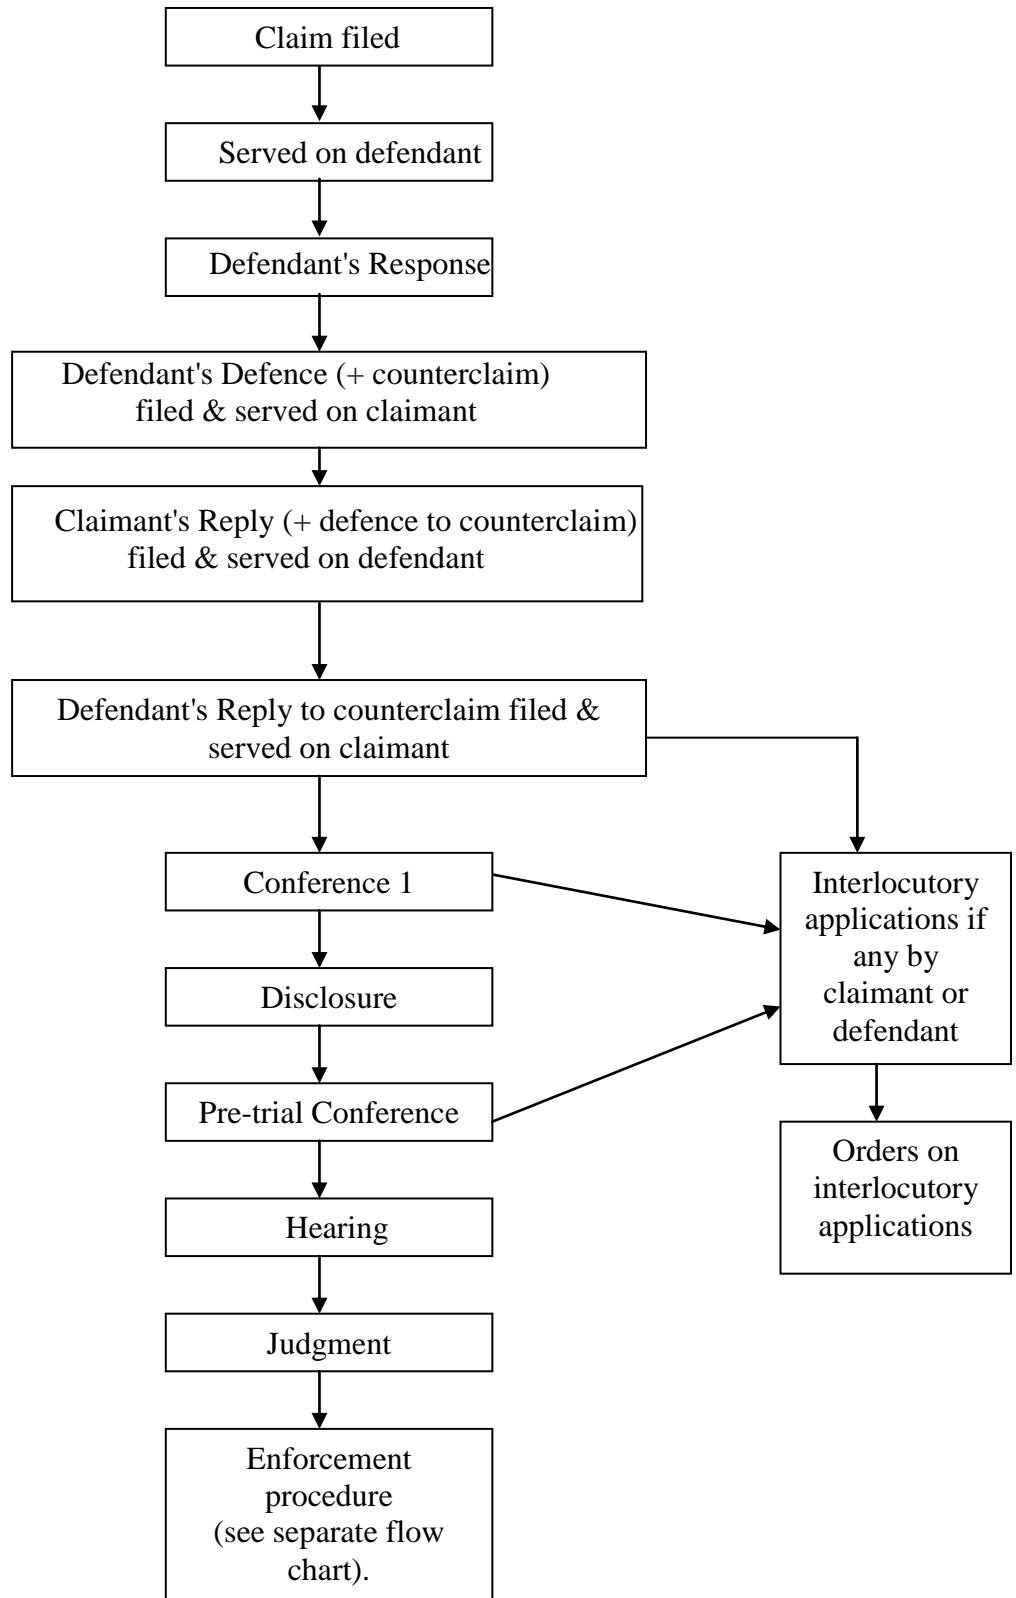 Claim filed
Served on defendant
Defendant's Response
Defendant's Defence (+ counterclaim)
filed & served on claimant
Claimant's Reply (+ defence to counterclaim)
filed & served on defendant
Defendant's Reply to counterclaim filed &
served on claimant
Conference 1
Disclosure
Pre-trial Conference
Hearing
Judgment
Enforcement
procedure
(see separate flow
chart).
Interlocutory
applications if
any by
claimant or
defendant
Orders on
interlocutory
applications